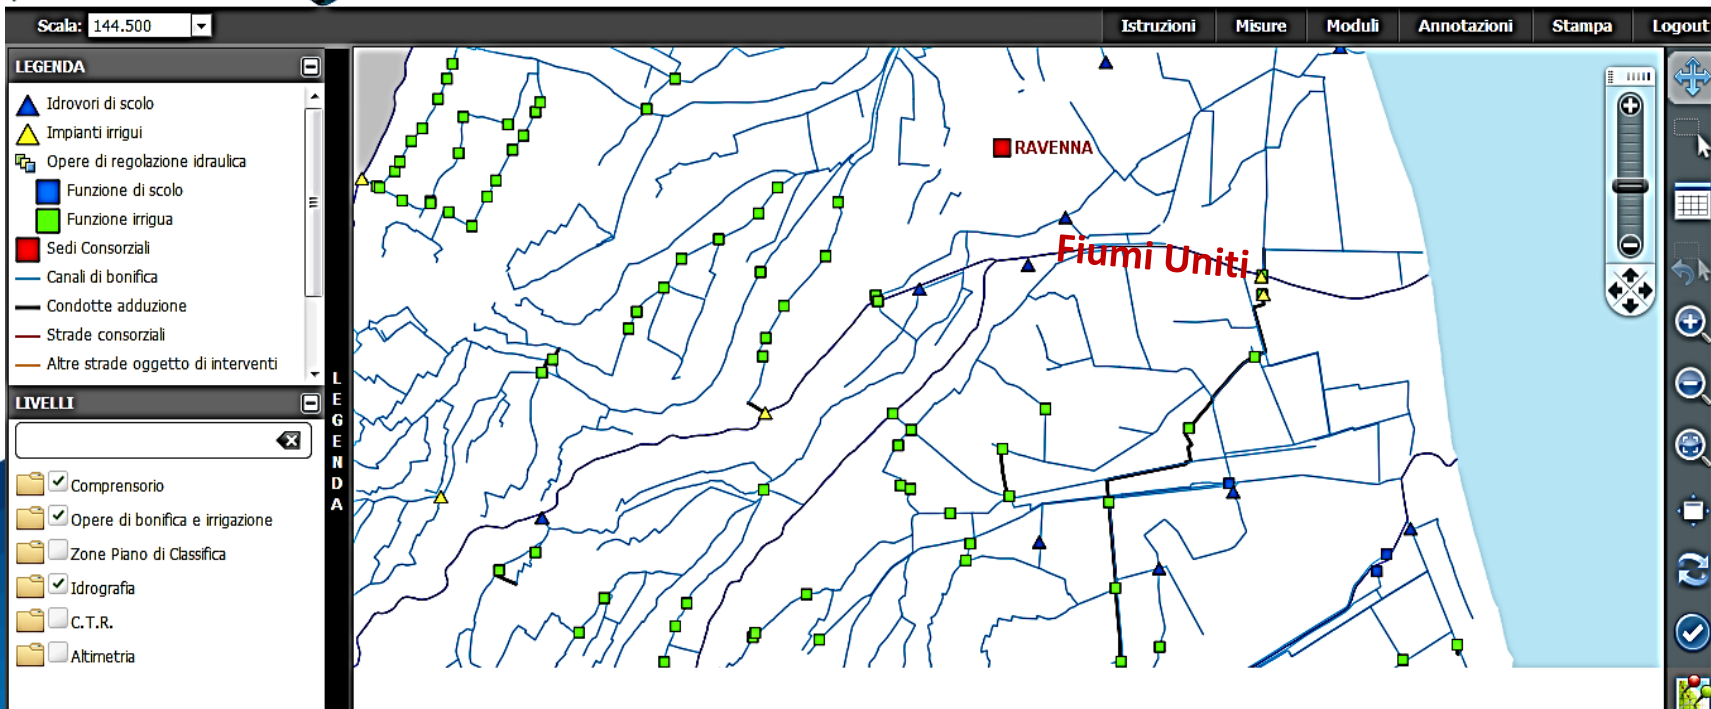 Scala: 144.500
Istruzioni Misure Moduli Annotazioni Stampa Logout
LEGENDA
Idrovori di scolo
Impianti irrigui
Opere di regolazione idraulica
Funzione di scolo
Funzione irrigua
Sedi Consorziali
Canali di bonifica
Condotte adduzione
Strade consorziali
Altre strade oggetto di interventi
LIVELLI
Comprensorio
Opere di bonifica e irrigazione
Zone Piano di Classifica
Idrografia
C.T.R.
Altimetria
LEGENDA
RAVENNA
Fiumi Uniti